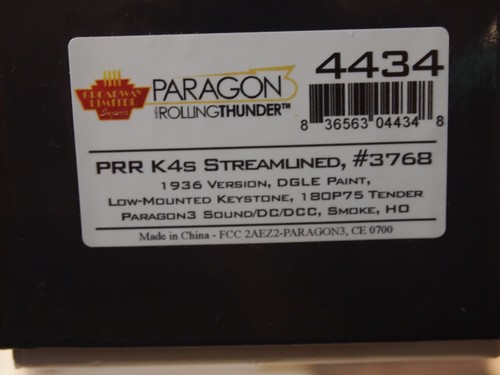 BROADWAY
LIMITED
Imports
PARAGON3
WITH ROLLINGTHUNDER™
4434
8 36563 04434 8
PRR K4s STREAMLINED, #3768
1936 VERSION, DGLE PAINT,
LOW-MOUNTED KEYSTONE, 180P75 TENDER
PARAGON3 SOUND/DC/DCC, SMOKE, HO
Made in China - FCC 2AEZ2-PARAGON3, CE 0700